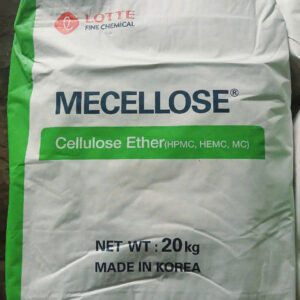 LOTTE
FINE CHEMICAL
MECELLOSE®
Cellulose Ether(HPMC, HEMC, MC)
NET WT : 20kg
MADE IN KOREA